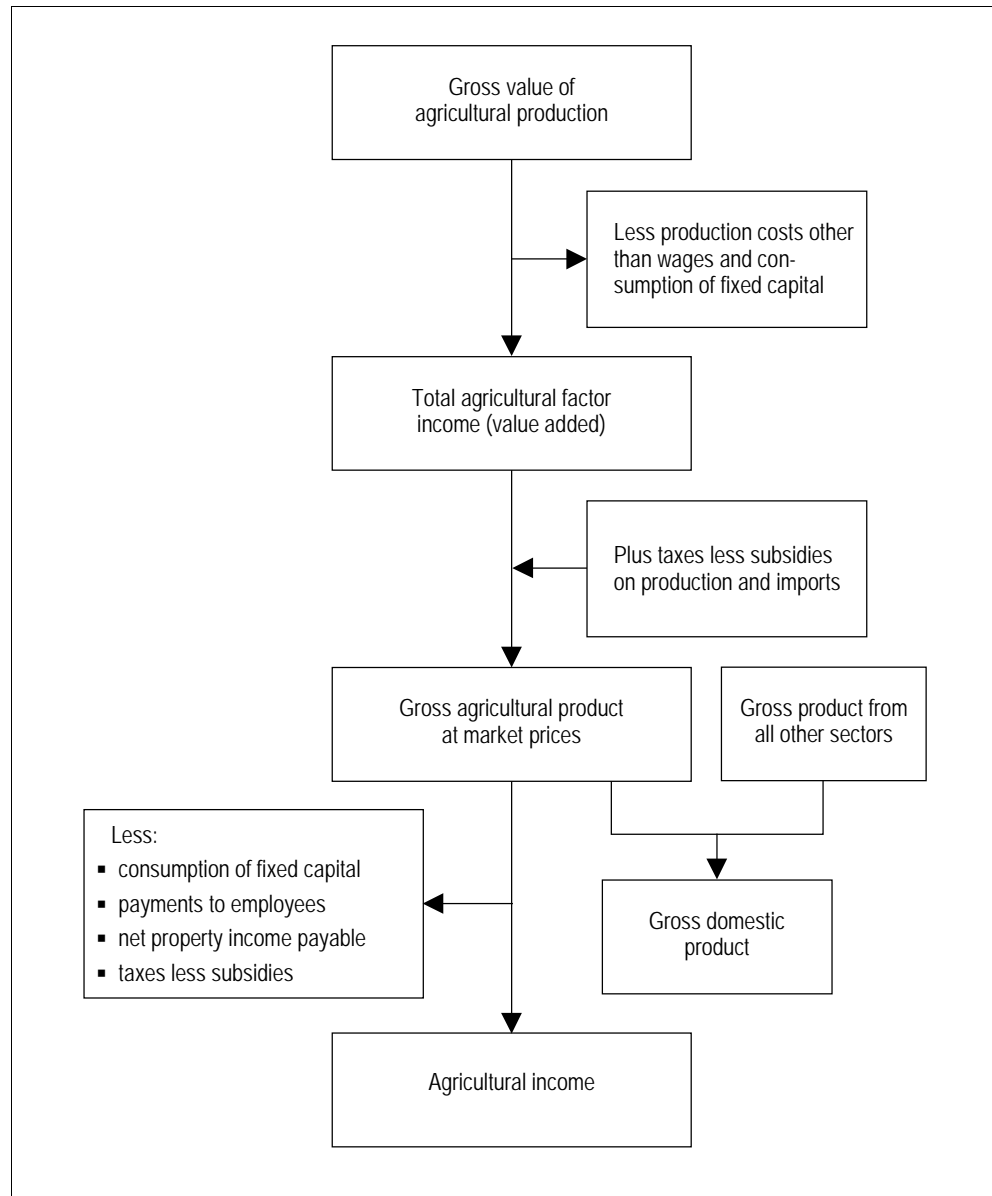 Gross value of
agricultural production
Less production costs other
than wages and con-
sumption of fixed capital
Total agricultural factor
income (value added)
Plus taxes less subsidies
on production and imports
Gross agricultural product
at market prices
Gross product from
all other sectors
Less:
▪ consumption of fixed capital
▪ payments to employees
▪ net property income payable
▪ taxes less subsidies
Gross domestic
product
Agricultural income